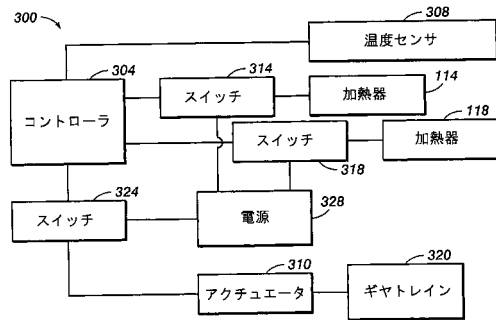 300
308
温度センサ
304
コントローラ
314
スイッチ
114
加熱器
118
加熱器
スイッチ
318
324
スイッチ
電源
328
310
アクチュエータ
320
ギヤトレイン